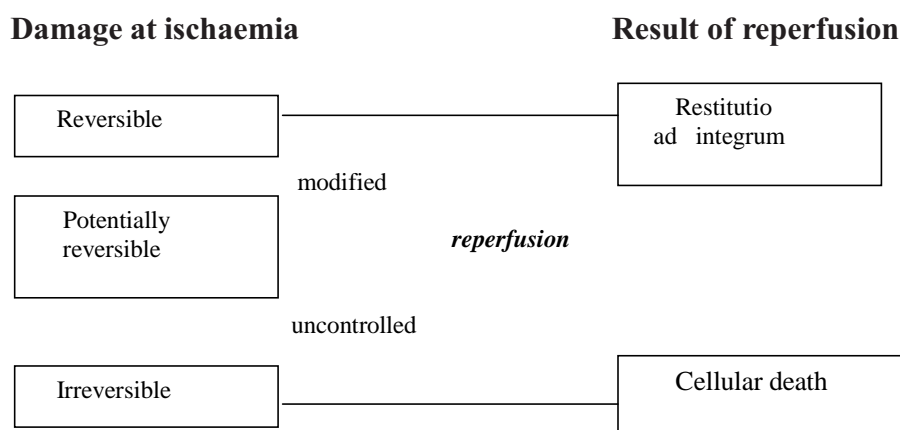 Damage at ischaemia
Result of reperfusion
Reversible
Restitutio
ad integrum
modified
Potentially
reversible
reperfusion
uncontrolled
Irreversible
Cellular death